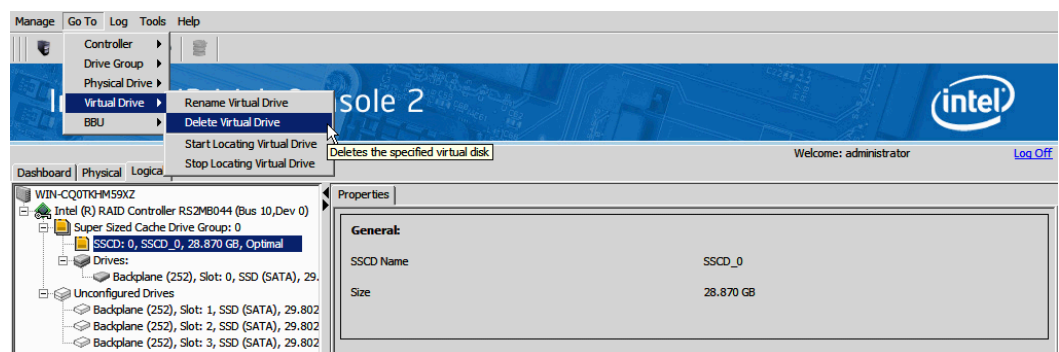 Manage Go To Log Tools Help
Controller
Drive Group
Physical Drive
Virtual Drive
BBU
Rename Virtual Drive
Delete Virtual Drive
Start Locating Virtual Drive
Stop Locating Virtual Drive
Deletes the specified virtual disk
sole 2
intel
Welcome: administrator
Log Off
Dashboard Physical Logica
WIN-CQ0TKHM59XZ
Intel (R) RAID Controller RS2MB044 (Bus 10,Dev 0)
Super Sized Cache Drive Group: 0
SSCD: 0, SSCD_0, 28.870 GB, Optimal
Drives:
Backplane (252), Slot: 0, SSD (SATA), 29.
Unconfigured Drives
Backplane (252), Slot: 1, SSD (SATA), 29.802
Backplane (252), Slot: 2, SSD (SATA), 29.802
Backplane (252), Slot: 3, SSD (SATA), 29.802
Properties
General:
SSCD Name SSCD_0
Size 28.870 GB